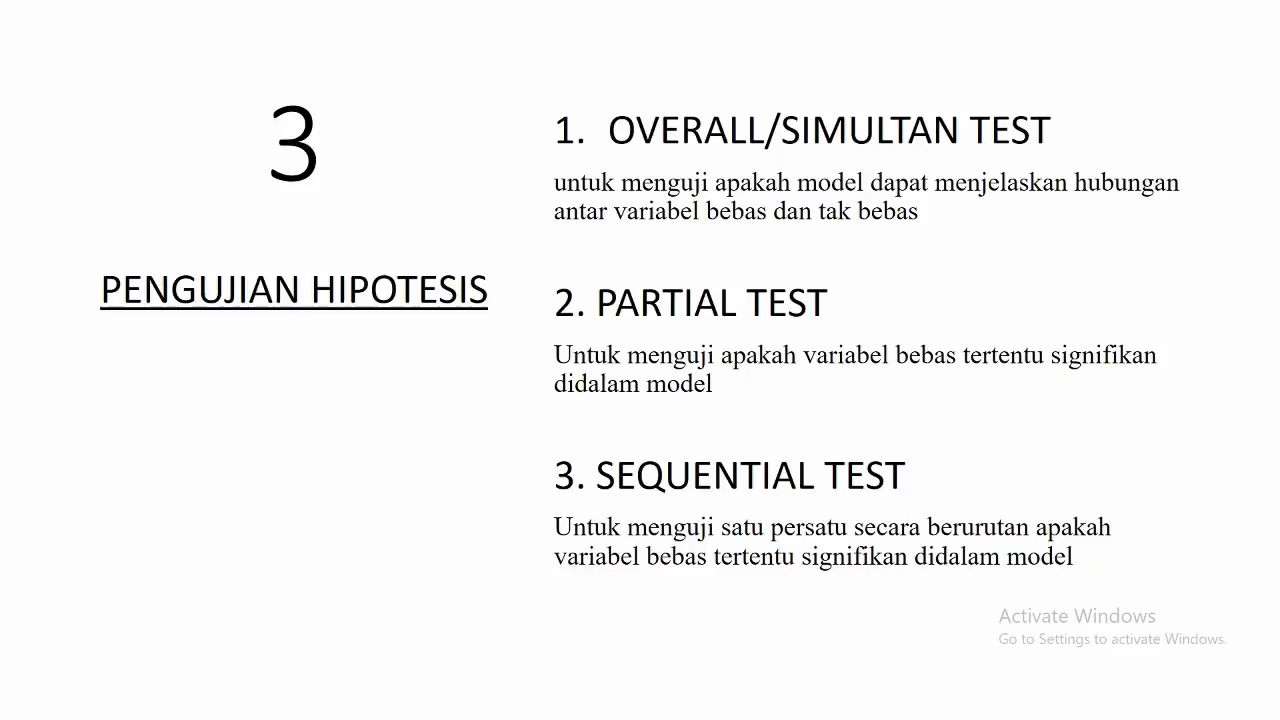 3
PENGUJIAN HIPOTESIS
1. OVERALL/SIMULTAN TEST
untuk menguji apakah model dapat menjelaskan hubungan
antar variabel bebas dan tak bebas
2. PARTIAL TEST
Untuk menguji apakah variabel bebas tertentu signifikan
didalam model
3. SEQUENTIAL TEST
Untuk menguji satu persatu secara berurutan apakah
variabel bebas tertentu signifikan didalam model
Activate Windows
Go to Settings to activate Windows.